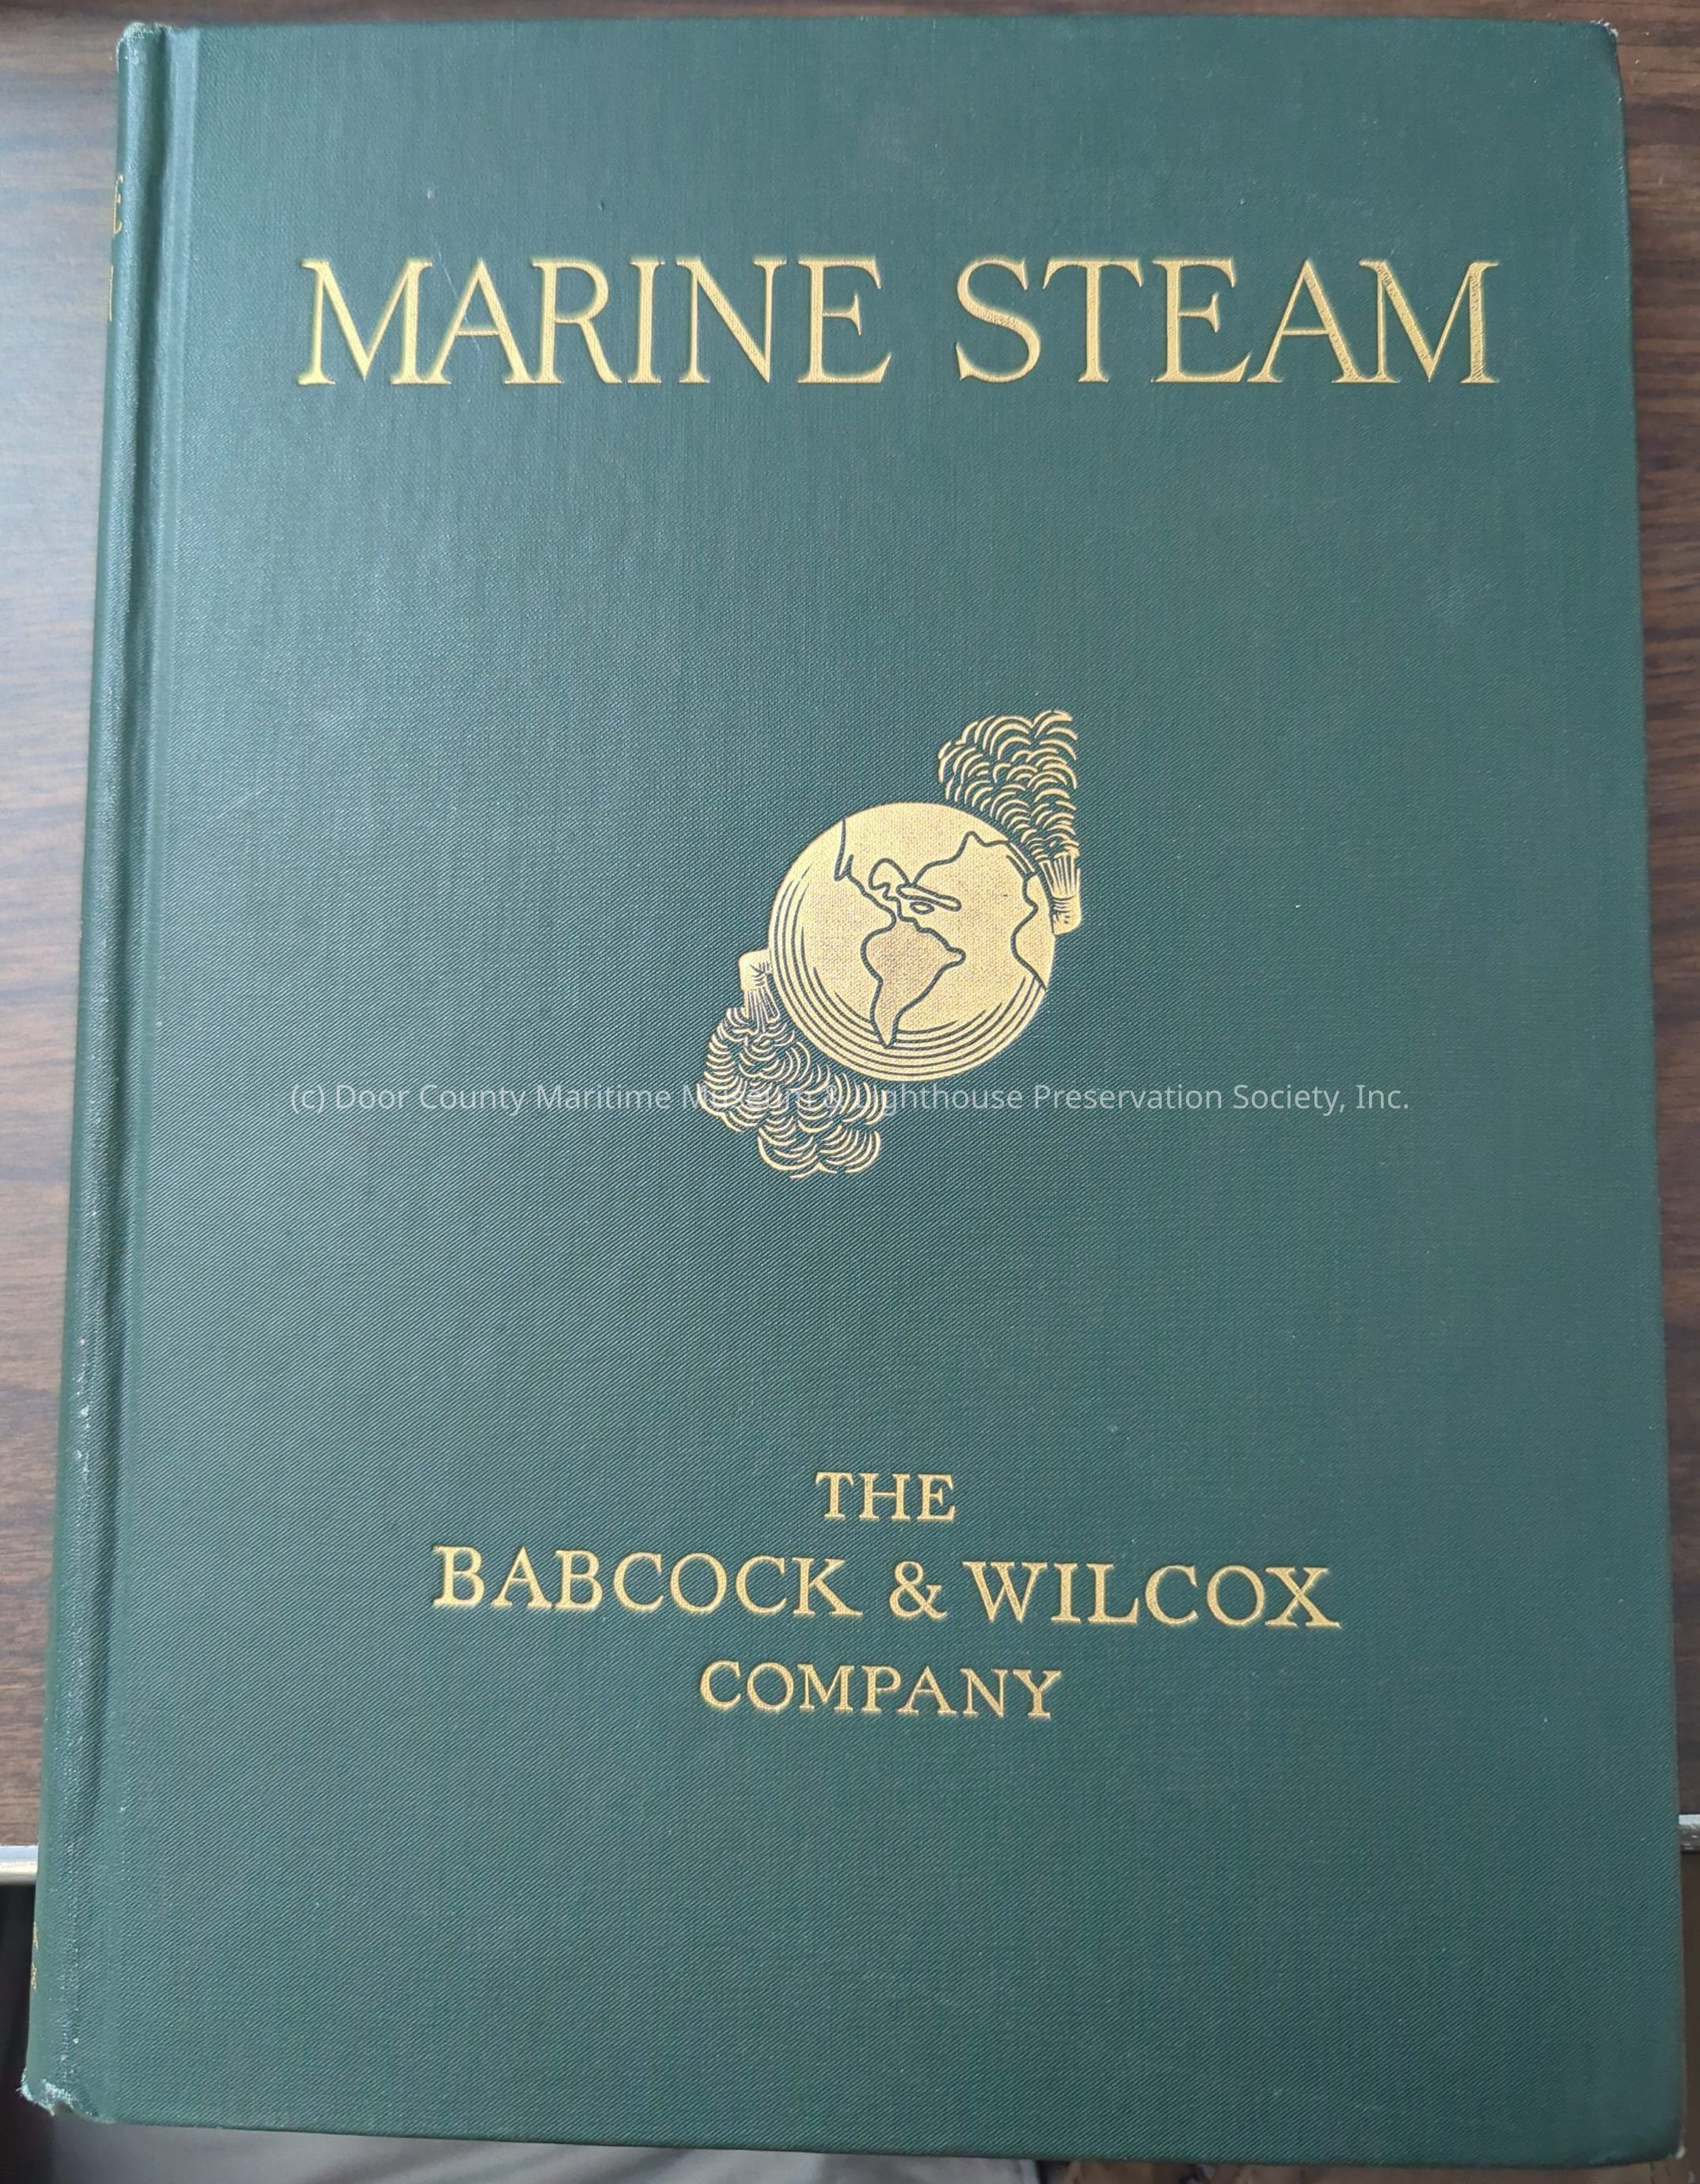 MARINE STEAM
(c) Door County Maritime Museum & Lighthouse Preservation Society, Inc.
THE
BABCOCK & WILCOX
COMPANY